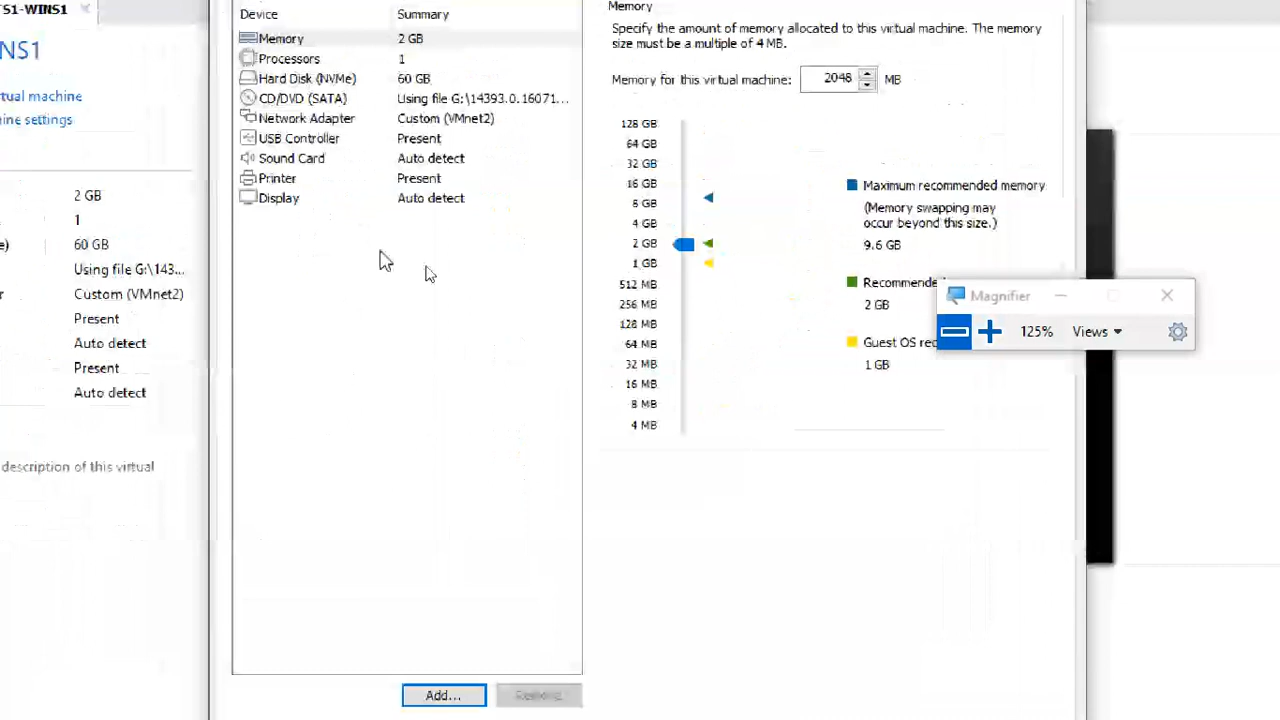 S1-WINS1
NS1
rtual machine
ine settings
2 GB
1
e)
60 GB
Using file G:\143...
r
Custom (VMnet2)
Present
Auto detect
Present
Auto detect
description of this virtual
Device
Summary
Memory
2 GB
Processors
1
Hard Disk (NVMe)
60 GB
CD/DVD (SATA)
Using file G:\14393.0.16071...
Network Adapter
Custom (VMnet2)
USB Controller
Present
Sound Card
Auto detect
Printer
Present
Display
Auto detect
Add...
Remove
Memory
Specify the amount of memory allocated to this virtual machine. The memory
size must be a multiple of 4 MB.
Memory for this virtual machine:
2048
MB
128 GB
64 GB
32 GB
16 GB
8 GB
4 GB
2 GB
1 GB
512 MB
256 MB
128 MB
64 MB
32 MB
16 MB
8 MB
4 MB
Maximum recommended memory
(Memory swapping may
occur beyond this size.)
9.6 GB
Recommende
2 GB
Guest OS rec
1 GB
Magnifier
125%
Views